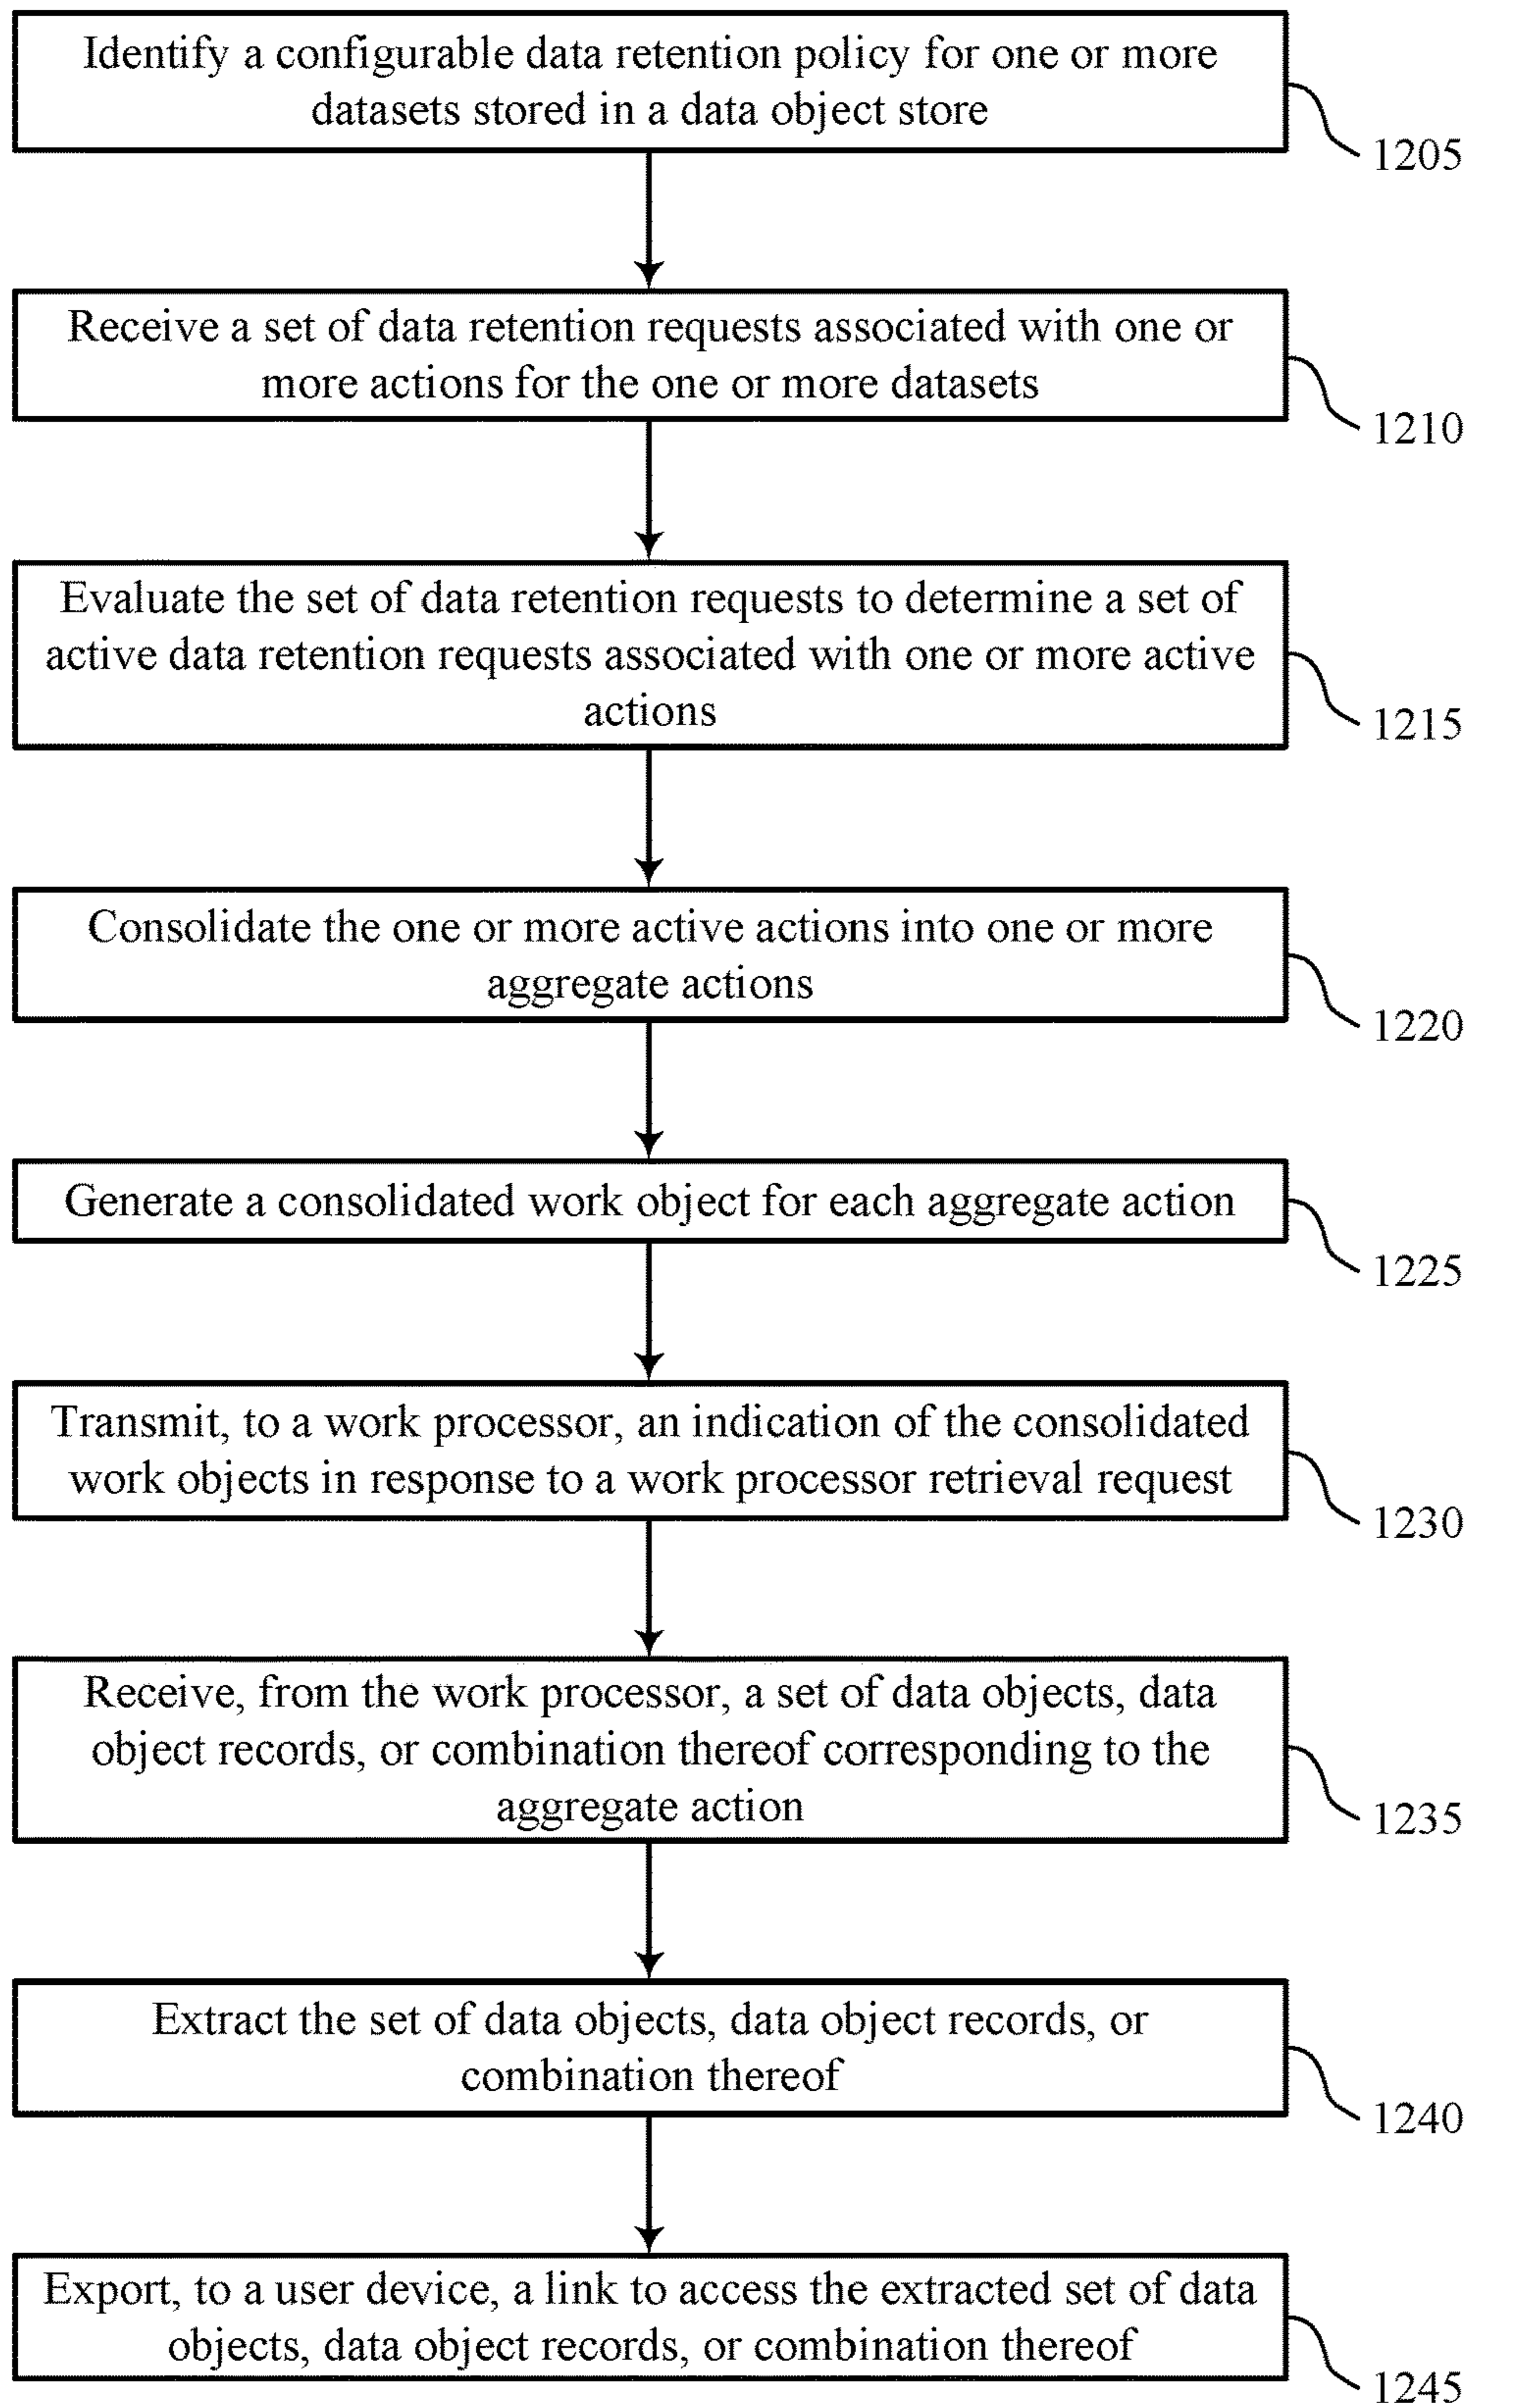 Identify a configurable data retention policy for one or more
datasets stored in a data object store
1205
Receive a set of data retention requests associated with one or
more actions for the one or more datasets
1210
Evaluate the set of data retention requests to determine a set of
active data retention requests associated with one or more active
actions
1215
Consolidate the one or more active actions into one or more
aggregate actions
1220
Generate a consolidated work object for each aggregate action
1225
Transmit, to a work processor, an indication of the consolidated
work objects in response to a work processor retrieval request
1230
Receive, from the work processor, a set of data objects, data
object records, or combination thereof corresponding to the
aggregate action
1235
Extract the set of data objects, data object records, or
combination thereof
1240
Export, to a user device, a link to access the extracted set of data
objects, data object records, or combination thereof
1245